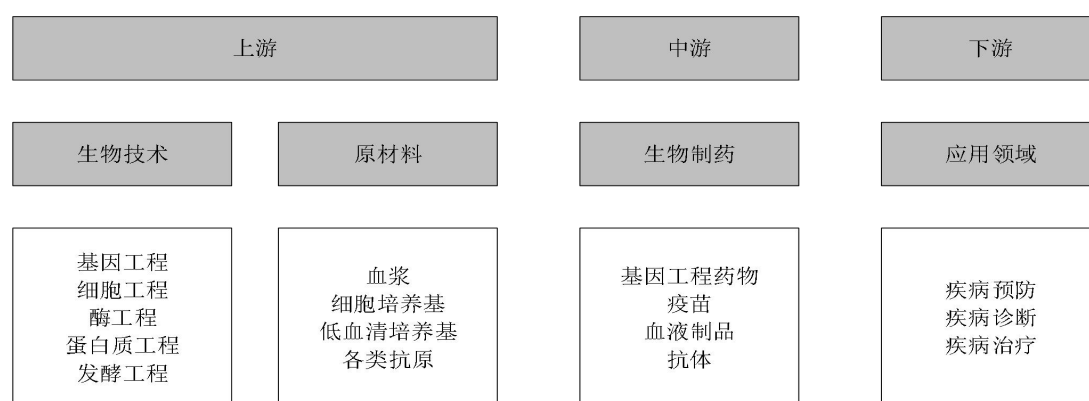 上游
中游
下游
生物技术
原材料
生物制药
应用领域
基因工程
细胞工程
酶工程
蛋白质工程
发酵工程
血浆
细胞培养基
低血清培养基
各类抗原
基因工程药物
疫苗
血液制品
抗体
疾病预防
疾病诊断
疾病治疗